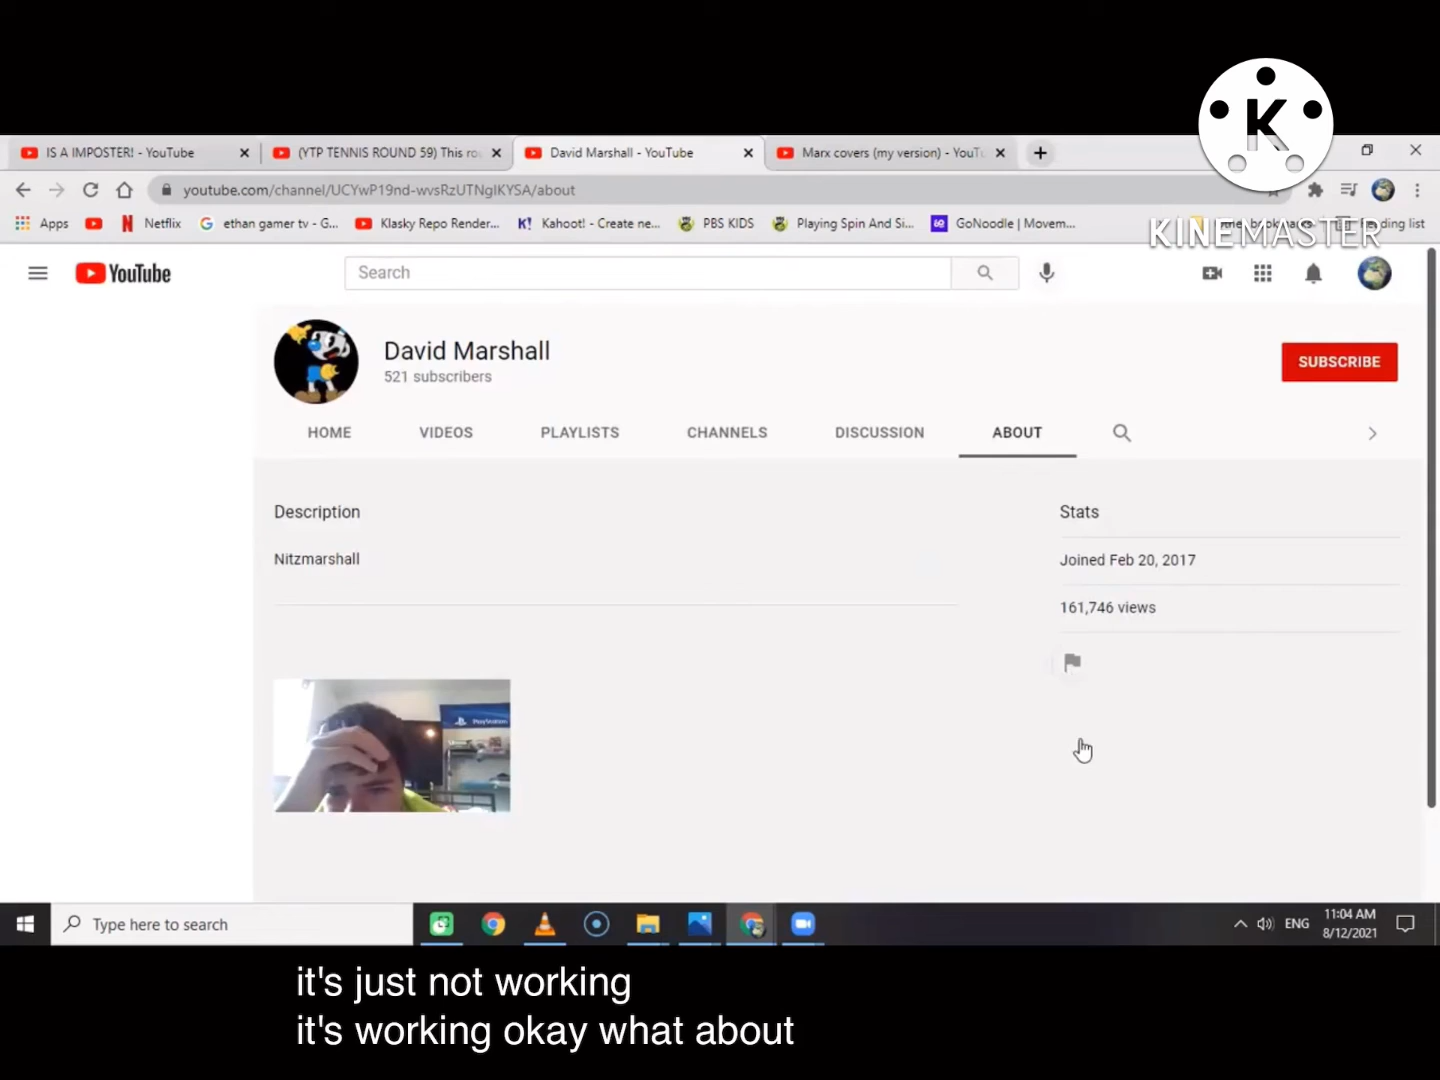 K
KINEMASTER
IS A IMPOSTER! - YouTube
(YTP TENNIS ROUND 59) This ro
David Marshall - YouTube
Marx covers (my version) - YouTu
youtube.com/channel/UCYwP19nd-wvsRzUTNglKYSA/about
Apps
Netflix
ethan gamer tv - G...
Klasky Repo Render...
K! Kahoot! - Create ne...
PBS KIDS
Playing Spin And Si...
GoNoodle | Movem...
YouTube
Search
David Marshall
521 subscribers
SUBSCRIBE
HOME
VIDEOS
PLAYLISTS
CHANNELS
DISCUSSION
ABOUT
Description
Nitzmarshall
Stats
Joined Feb 20, 2017
161,746 views
PlayStation
Type here to search
ENG
11:04 AM
8/12/2021
it's just not working
it's working okay what about